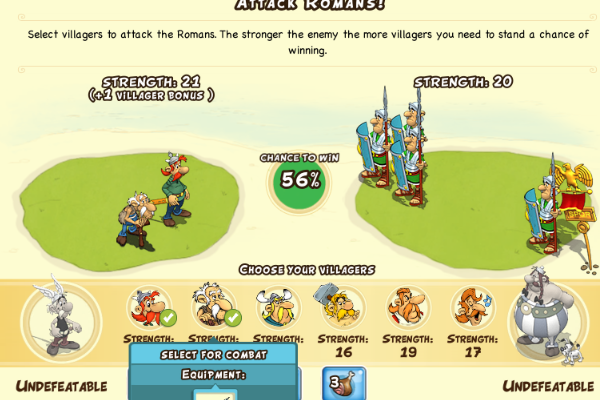 ATTACK ROMANS!
Select villagers to attack the Romans. The stronger the enemy the more villagers you need to stand a chance of
winning.
STRENGTH: 21
(+1 VILLAGER BONUS )
STRENGTH: 20
CHANCE TO WIN
56%
CHOOSE YOUR VILLAGERS
STRENGTH: STRENGTH: STRENGTH: STRENGTH: STRENGTH: STRENGTH:
16 19 17
SELECT FOR COMBAT
EQUIPMENT:
3
UNDEFEATABLE UNDEFEATABLE